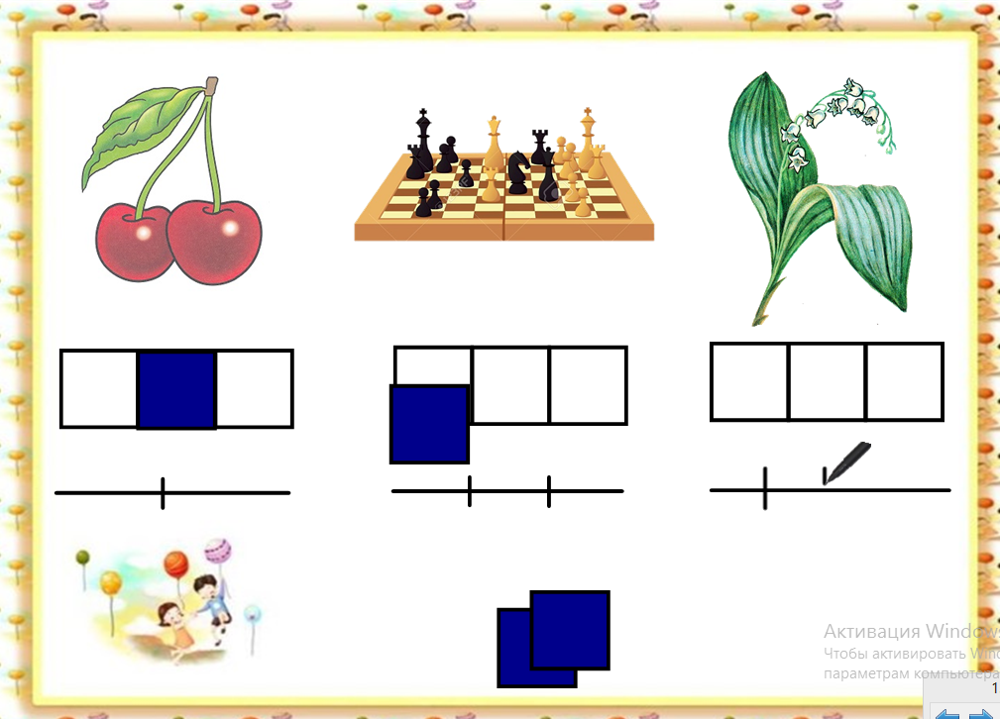 Активация Windows
Чтобы активировать Wind
параметрам компьютера
1